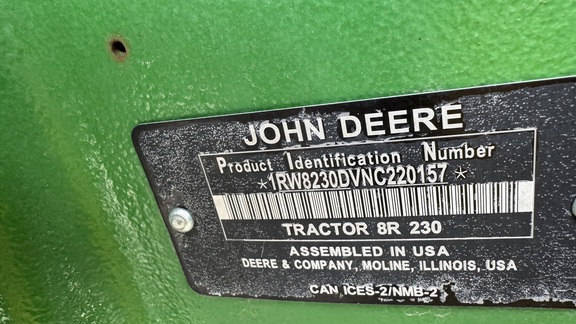 JOHN DEERE
Product Identification Number
*1RW8230DVNC220157*
TRACTOR 8R 230
ASSEMBLED IN USA
DEERE & COMPANY, MOLINE, ILLINOIS, USA
CAN ICES-2/NMB-2